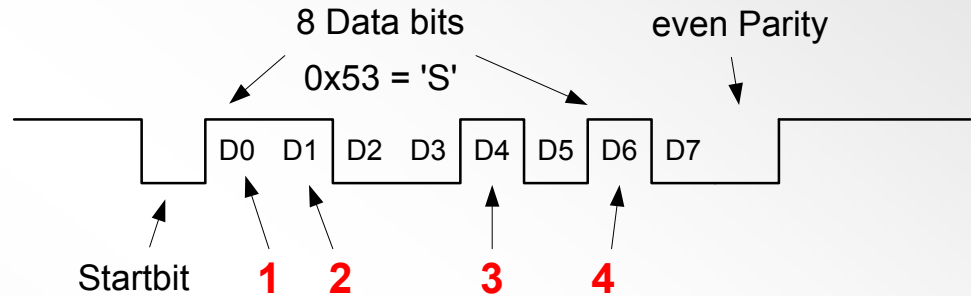 8 Data bits
even Parity
0x53 = 'S'
D0 D1 D2 D3 D4 D5 D6 D7
Startbit 1 2 3 4